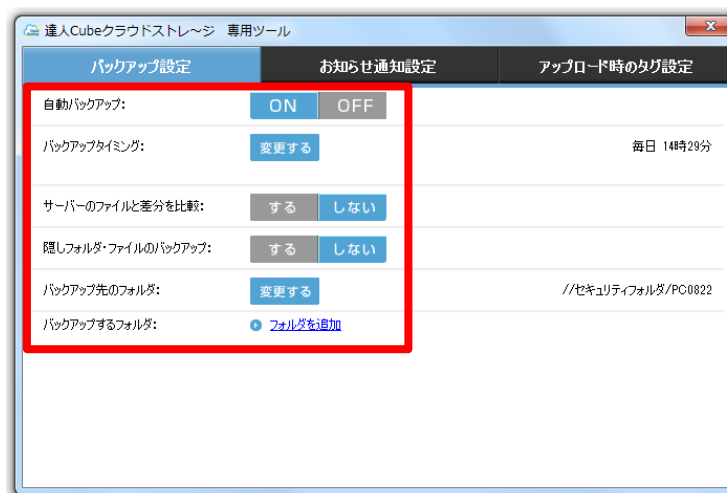 達人Cubeクラウドストレ～ジ 専用ツール
バックアップ設定 お知らせ通知設定 アップロード時のタグ設定
自動バックアップ: ON OFF
バックアップタイミング: 変更する 毎日 14時29分
サーバーのファイルと差分を比較: する しない
隠しフォルダ・ファイルのバックアップ: する しない
バックアップ先のフォルダ: 変更する //セキュリティフォルダ/PC0822
バックアップするフォルダ: フォルダを追加